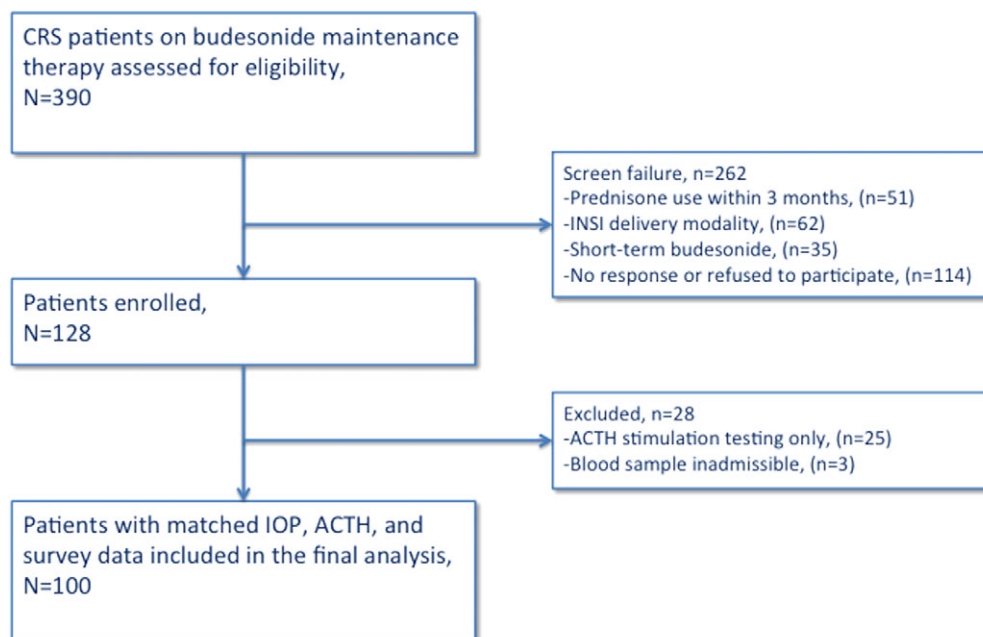 CRS patients on budesonide maintenance
therapy assessed for eligibility,
N=390
Screen failure, n=262
-Prednisone use within 3 months, (n=51)
-INSI delivery modality, (n=62)
-Short-term budesonide, (n=35)
-No response or refused to participate, (n=114)
Patients enrolled,
N=128
Excluded, n=28
-ACTH stimulation testing only, (n=25)
-Blood sample inadmissible, (n=3)
Patients with matched IOP, ACTH, and
survey data included in the final analysis,
N=100